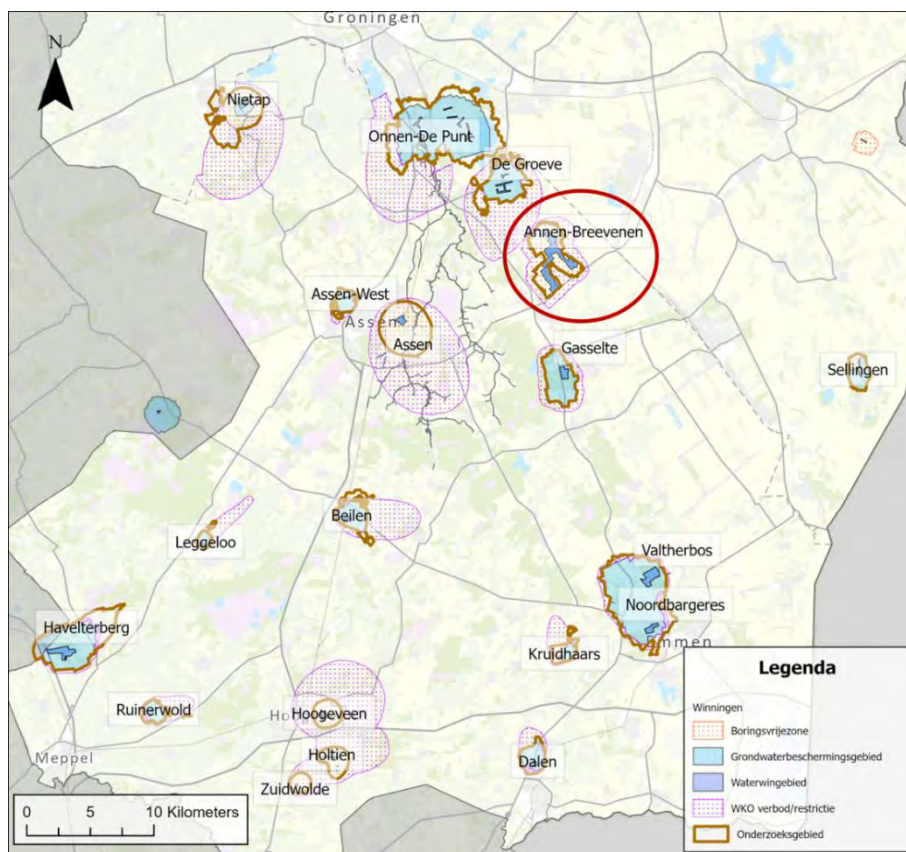 Groningen
N
Nietap
Onnen-De Punt
De Groeve
Annen-Breevenen
Assen-West
Assen
Assen
Gasselte
Sellingen
Beilen
Leggeloo
Valtherbos
Noordbargeres
mmen
Havelterberg
Kruidhaars
Ruinerwold
Hoogeveen
Ho
Holtien
Dalen
Zuidwolde
Meppel
0 5 10 Kilometers
Legenda
Winningen
Boringsvrijezone
Grondwaterbeschermingsgebied
Waterwingebied
WKO verbod/restrictie
Onderzoeksgebied